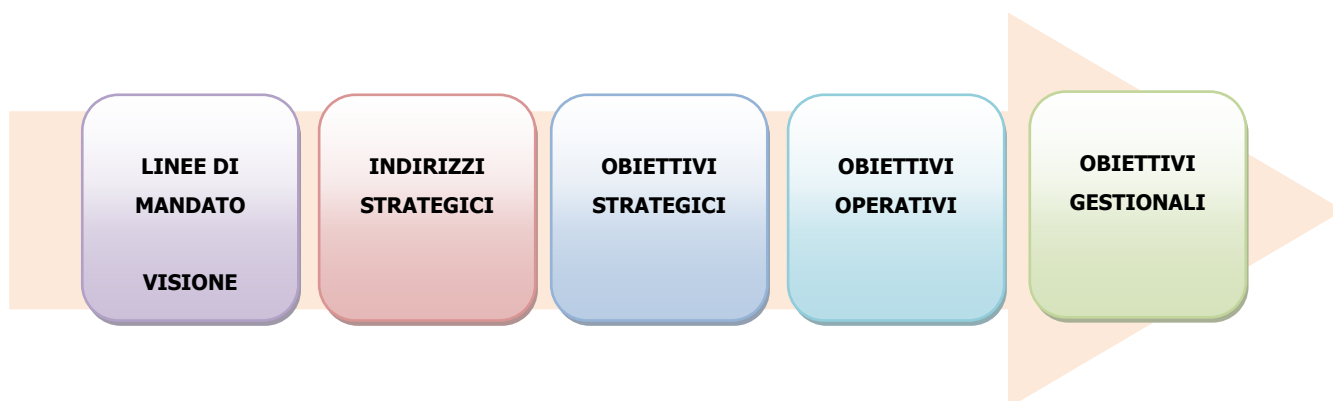 LINEE DI
MANDATO
VISIONE
INDIRIZZI
STRATEGICI
OBIETTIVI
STRATEGICI
OBIETTIVI
OPERATIVI
OBIETTIVI
GESTIONALI